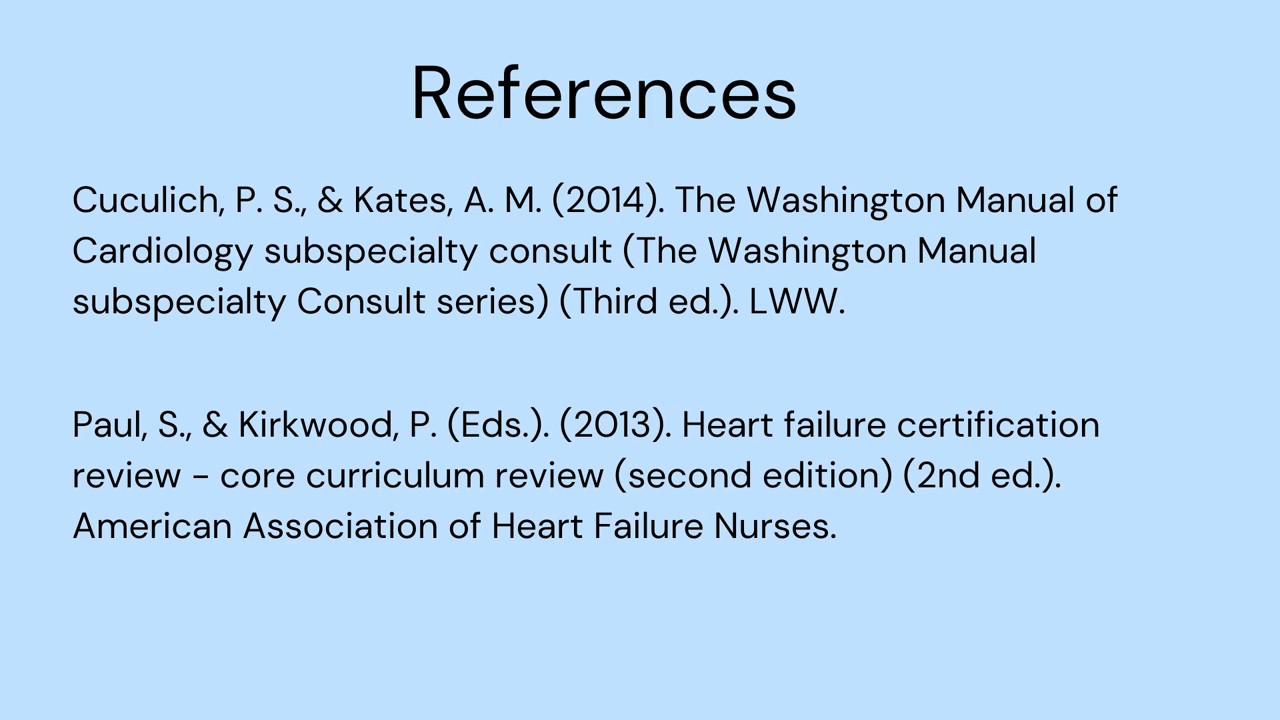 References
Cuculich, P. S., & Kates, A. M. (2014). The Washington Manual of
Cardiology subspecialty consult (The Washington Manual
subspecialty Consult series) (Third ed.). LWW.
Paul, S., & Kirkwood, P. (Eds.). (2013). Heart failure certification
review - core curriculum review (second edition) (2nd ed.).
American Association of Heart Failure Nurses.